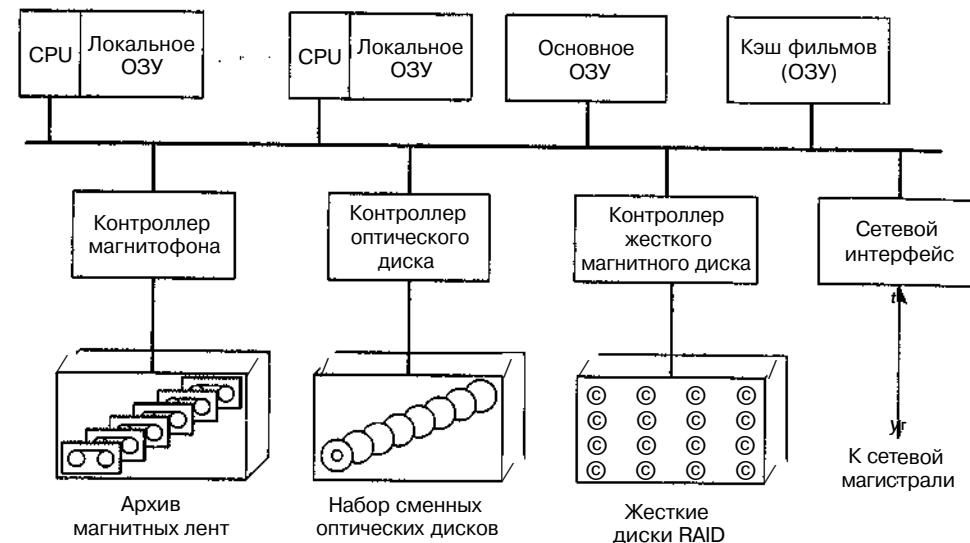 CPU
Локальное
ОЗУ
CPU
Локальное
ОЗУ
Основное
ОЗУ
Кэш фильмов
(ОЗУ)
Контроллер
магнитофона
Контроллер
оптического
диска
Контроллер
жесткого
магнитного диска
Сетевой
интерфейс
© © © ©
© © © ©
© © © ©
© © © ©
К сетевой
магистрали
Архив
магнитных лент
Набор сменных
оптических дисков
Жесткие
диски RAID